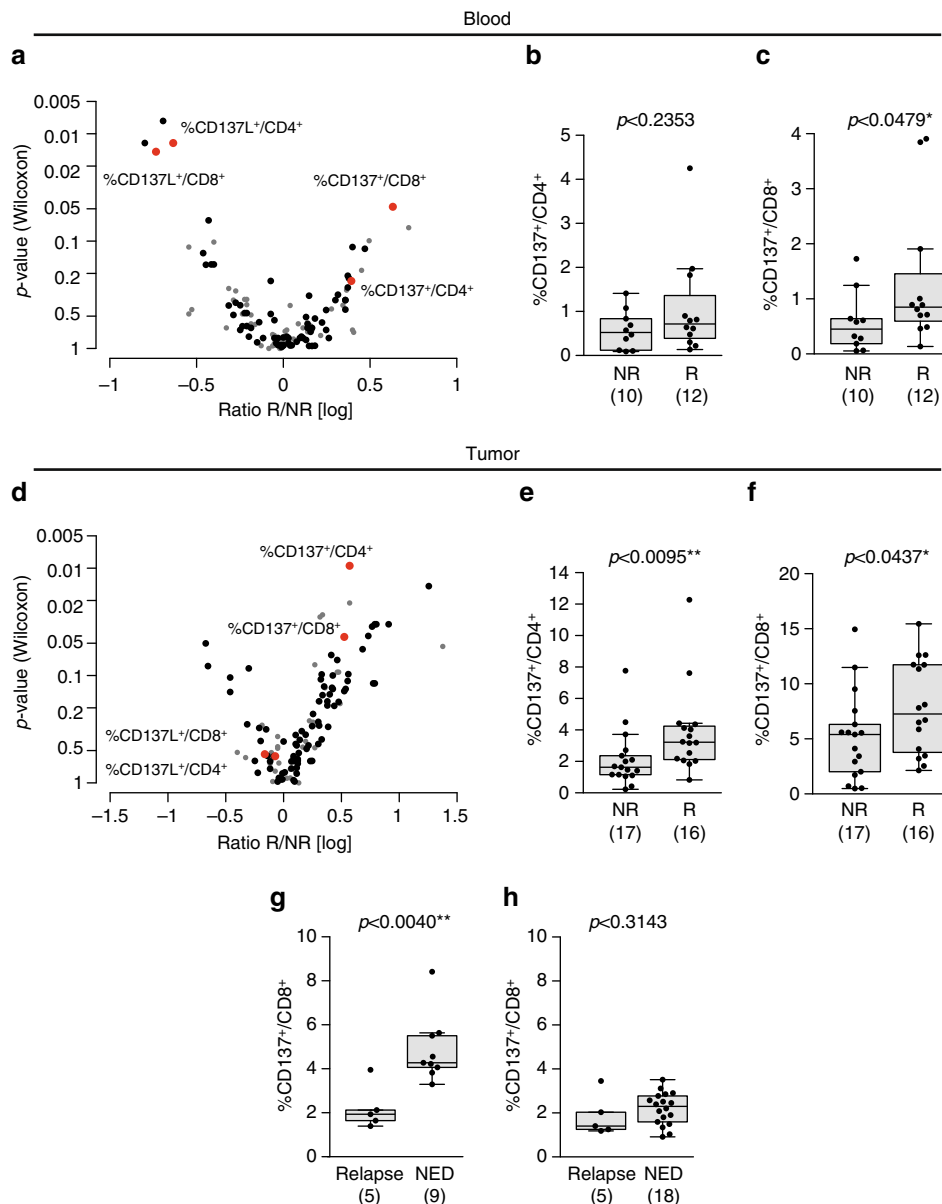 Blood
a
p-value (Wilcoxon)
0.005
0.01
0.02
0.05
0.1
0.2
0.5
1
%CD137L⁺/CD4⁺
%CD137L⁺/CD8⁺
%CD137⁺/CD8⁺
%CD137⁺/CD4⁺
−1
−0.5
0
0.5
1
Ratio R/NR [log]
b
p<0.2353
%CD137⁺/CD4⁺
5
4
3
2
1
0
NR
(10)
R
(12)
c
p<0.0479*
%CD137⁺/CD8⁺
4
2
1
0
NR
(10)
R
(12)
Tumor
d
p-value (Wilcoxon)
0.005
0.01
0.02
0.05
0.1
0.2
0.5
1
%CD137⁺/CD4⁺
%CD137⁺/CD8⁺
%CD137L⁺/CD8⁺
%CD137L⁺/CD4⁺
−1.5
−1
−0.5
0
0.5
1
1.5
Ratio R/NR [log]
e
p<0.0095**
%CD137⁺/CD4⁺
14
12
10
8
6
4
2
0
NR
(17)
R
(16)
f
p<0.0437*
%CD137⁺/CD8⁺
20
15
10
5
0
NR
(17)
R
(16)
g
p<0.0040**
%CD137⁺/CD8⁺
10
8
6
4
2
0
Relapse
(5)
NED
(9)
h
p<0.3143
%CD137⁺/CD8⁺
10
8
6
4
2
0
Relapse
(5)
NED
(18)